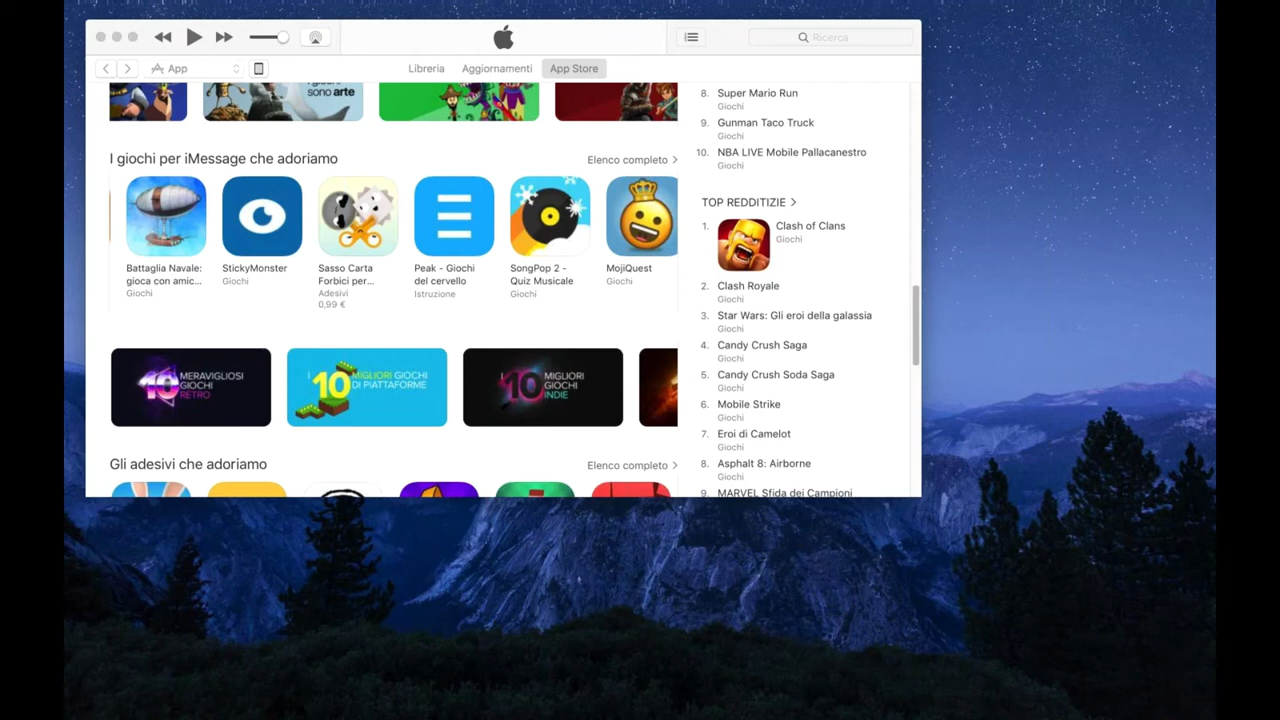 Ricerca
App
Libreria
Aggiornamenti
App Store
sono arte
I giochi per iMessage che adoriamo
Elenco completo >
Battaglia Navale:
gioca con amic...
Giochi
StickyMonster
Giochi
Sasso Carta
Forbici per...
Adesivi
0,99 €
Peak - Giochi
del cervello
Istruzione
SongPop 2 -
Quiz Musicale
Giochi
MojiQuest
Giochi
10 MERAVIGLIOSI
GIOCHI
RETRO
I 10 MIGLIORI GIOCHI
DI PIATTAFORME
I 10 MIGLIORI
GIOCHI
INDIE
Gli adesivi che adoriamo
Elenco completo >
8. Super Mario Run
Giochi
9. Gunman Taco Truck
Giochi
10. NBA LIVE Mobile Pallacanestro
Giochi
TOP REDDITIZIE >
1. Clash of Clans
Giochi
2. Clash Royale
Giochi
3. Star Wars: Gli eroi della galassia
Giochi
4. Candy Crush Saga
Giochi
5. Candy Crush Soda Saga
Giochi
6. Mobile Strike
Giochi
7. Eroi di Camelot
Giochi
8. Asphalt 8: Airborne
Giochi
9. MARVEL Sfida dei Campioni